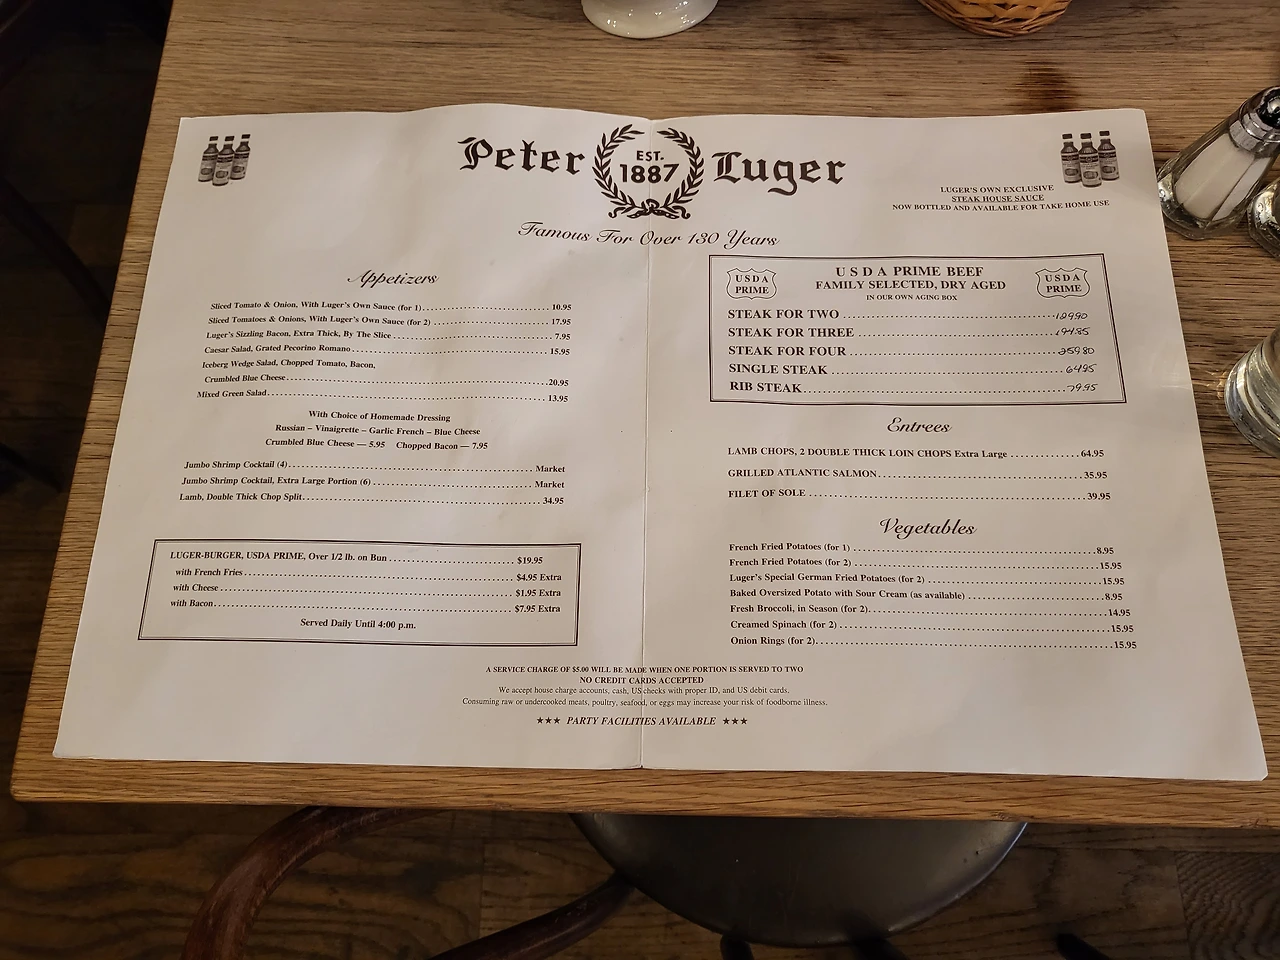 Peter EST. 1887 Luger
LUGER'S OWN EXCLUSIVE
STEAK HOUSE SAUCE
NOW BOTTLED AND AVAILABLE FOR TAKE HOME USE
Famous For Over 130 Years
Appetizers
Sliced Tomato & Onion, With Luger's Own Sauce (for 1) 10.95
Sliced Tomatoes & Onions, With Luger's Own Sauce (for 2) 17.95
Luger's Sizzling Bacon, Extra Thick, By The Slice 7.95
Caesar Salad, Grated Pecorino Romano 15.95
Iceberg Wedge Salad, Chopped Tomato, Bacon,
Crumbled Blue Cheese 20.95
Mixed Green Salad 13.95
With Choice of Homemade Dressing
Russian – Vinaigrette – Garlic French – Blue Cheese
Crumbled Blue Cheese — 5.95 Chopped Bacon — 7.95
Jumbo Shrimp Cocktail (4) Market
Jumbo Shrimp Cocktail, Extra Large Portion (6) Market
Lamb, Double Thick Chop Split 34.95
LUGER-BURGER, USDA PRIME, Over 1/2 lb. on Bun $19.95
with French Fries $4.95 Extra
with Cheese $1.95 Extra
with Bacon $7.95 Extra
Served Daily Until 4:00 p.m.
USDA PRIME
U S D A PRIME BEEF
FAMILY SELECTED, DRY AGED
IN OUR OWN AGING BOX
USDA PRIME
STEAK FOR TWO 129.90
STEAK FOR THREE 194.85
STEAK FOR FOUR 259.80
SINGLE STEAK 64.95
RIB STEAK 79.95
Entrees
LAMB CHOPS, 2 DOUBLE THICK LOIN CHOPS Extra Large 64.95
GRILLED ATLANTIC SALMON 35.95
FILET OF SOLE 39.95
Vegetables
French Fried Potatoes (for 1) 8.95
French Fried Potatoes (for 2) 15.95
Luger's Special German Fried Potatoes (for 2) 15.95
Baked Oversized Potato with Sour Cream (as available) 8.95
Fresh Broccoli, in Season (for 2) 14.95
Creamed Spinach (for 2) 15.95
Onion Rings (for 2) 15.95
A SERVICE CHARGE OF $5.00 WILL BE MADE WHEN ONE PORTION IS SERVED TO TWO
NO CREDIT CARDS ACCEPTED
We accept house charge accounts, cash, US checks with proper ID, and US debit cards.
Consuming raw or undercooked meats, poultry, seafood, or eggs may increase your risk of foodborne illness.
★★★ PARTY FACILITIES AVAILABLE ★★★